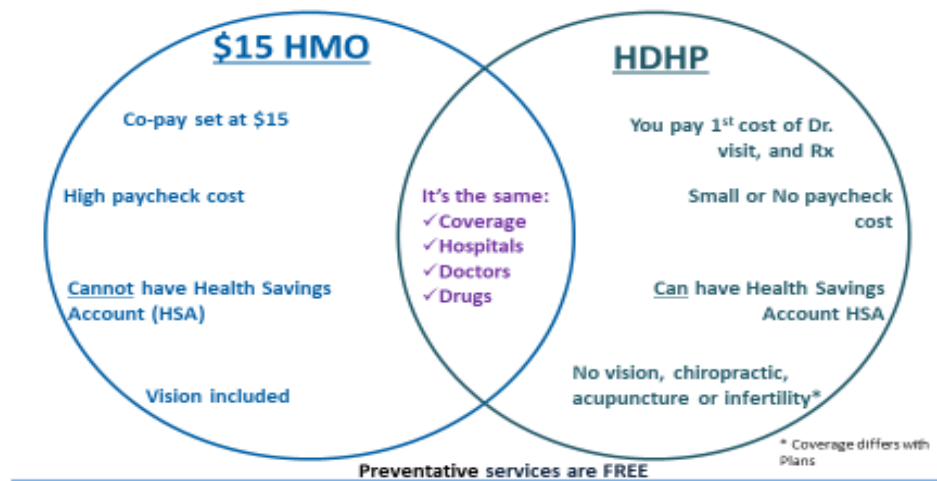 $15 HMO
Co-pay set at $15
High paycheck cost
Cannot have Health Savings
Account (HSA)
Vision included
It's the same:
✓Coverage
✓Hospitals
✓Doctors
✓Drugs
HDHP
You pay 1st cost of Dr.
visit, and Rx
Small or No paycheck
cost
Can have Health Savings
Account HSA
No vision, chiropractic,
acupuncture or infertility*
* Coverage differs with
Plans
Preventative services are FREE